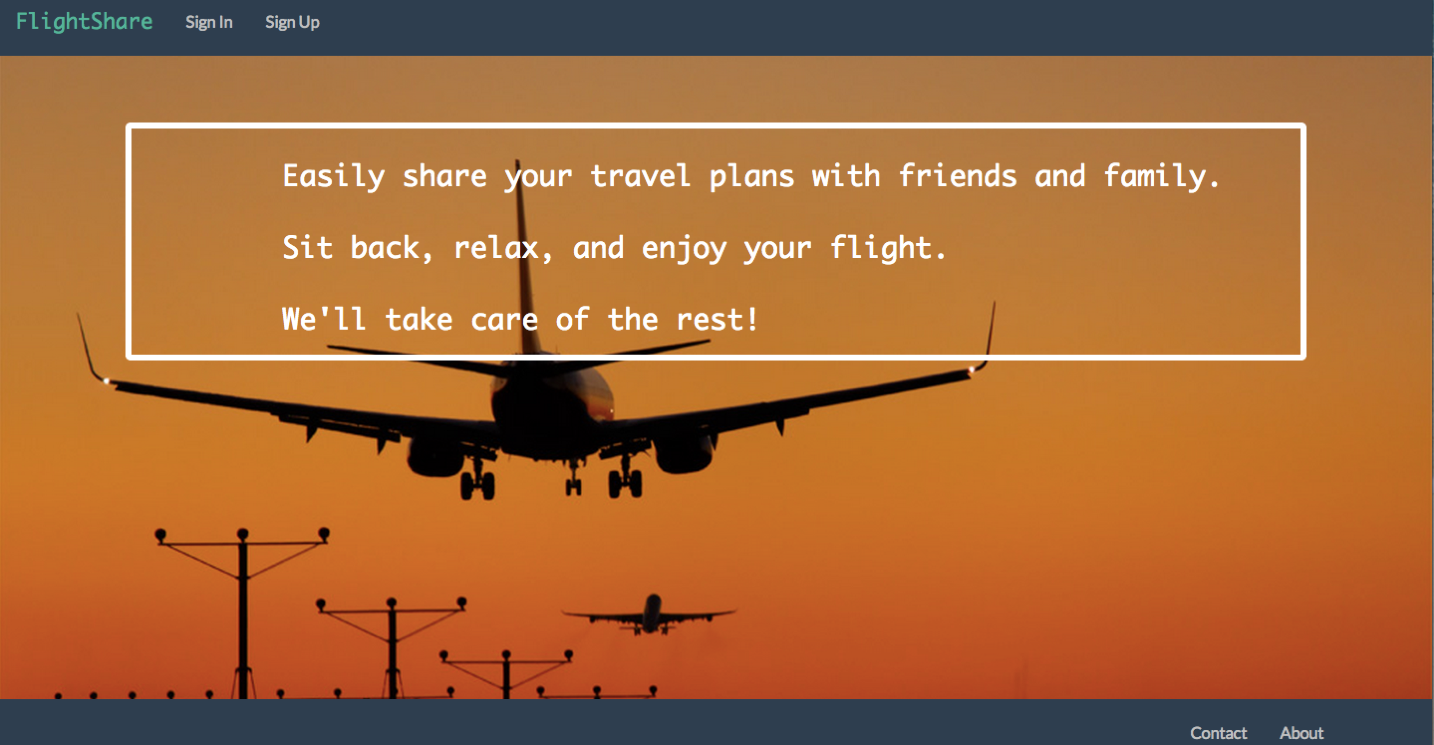 FlightShare Sign In Sign Up
Easily share your travel plans with friends and family.
Sit back, relax, and enjoy your flight.
We'll take care of the rest!
Contact About